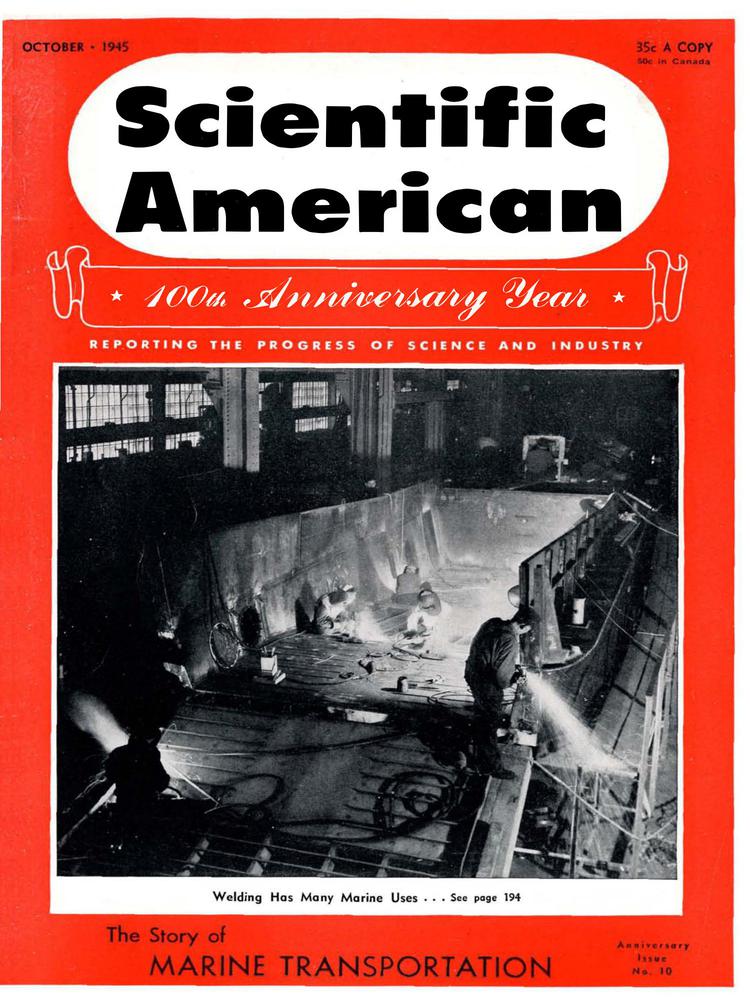 OCTOBER • 1945
35c A COPY
50c in Canada
Scientific
American
★ 100th Anniversary Year ★
REPORTING THE PROGRESS OF SCIENCE AND INDUSTRY
Welding Has Many Marine Uses . . . See page 194
The Story of
MARINE TRANSPORTATION
Anniversary
Issue
No. 10